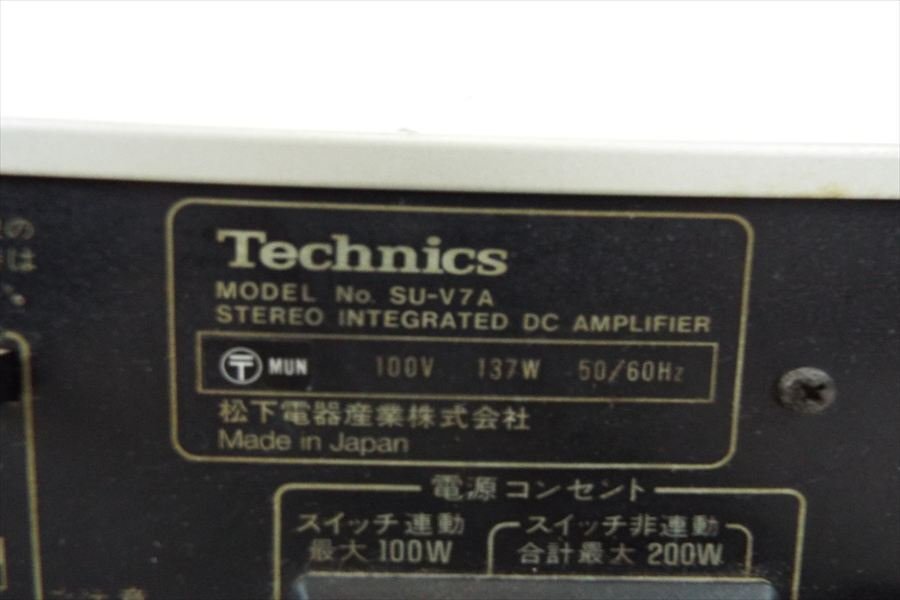 Technics
MODEL No. SU-V7A
STEREO INTEGRATED DC AMPLIFIER
〒 MUN 100V 137W 50/60Hz
松下電器産業株式会社
Made in Japan
電源コンセント
スイッチ連動
最大 100W
スイッチ非連動
合計最大 200W
の
は